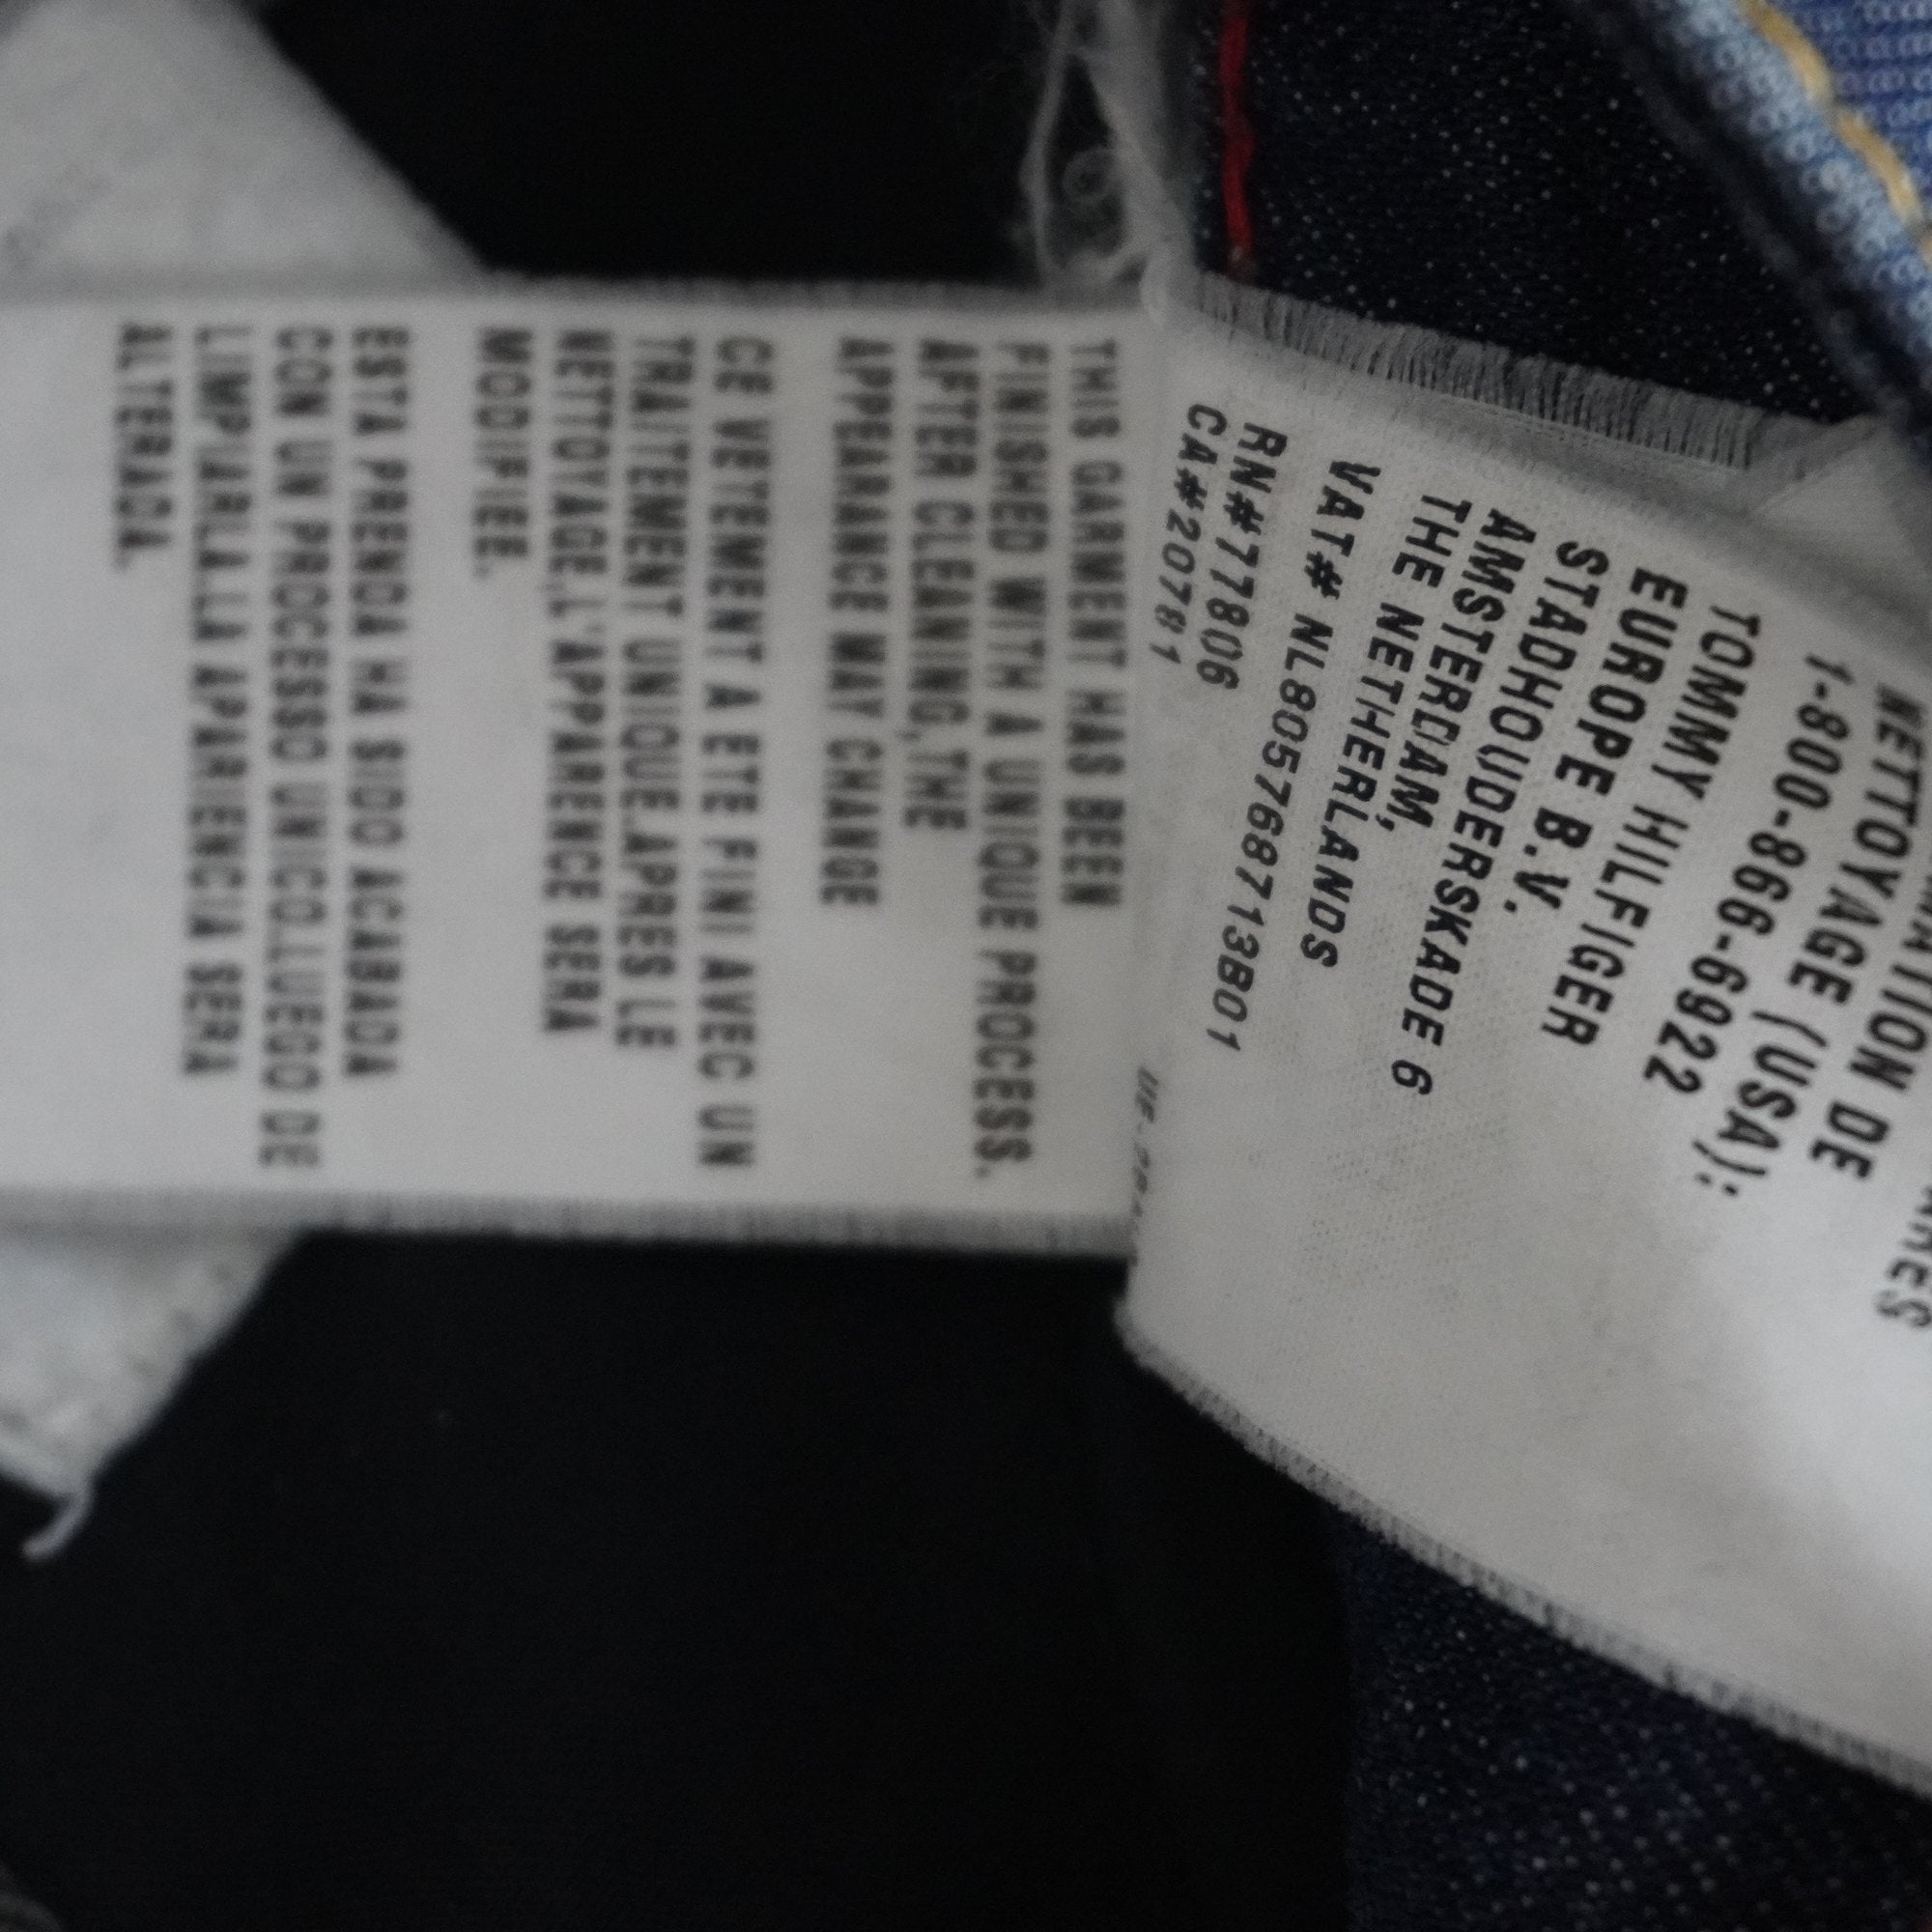 THIS GARMENT HAS BEEN
FINISHED WITH A UNIQUE PROCESS.
AFTER CLEANING,THE
APPEARANCE MAY CHANGE
CE VETEMENT A ETE FINI AVEC UN
TRAITEMENT UNIQUE.APRES LE
NETTOYAGE,L'APPARENCE SERA
MODIFIEE.
ESTA PRENDA HA SIDO ACABADA
CON UN PROCESSO UNICO.LUEGO DE
LIMPIARLA,LA APARIENCIA SERA
ALTERADA.
DE
NETTOYAGE (USA):
1-800-866-6922
TOMMY HILFIGER
EUROPE B.V.
STADHOUDERSKADE 6
AMSTERDAM,
THE NETHERLANDS
VAT# NL805768713B01
RN#77806
CA#20781